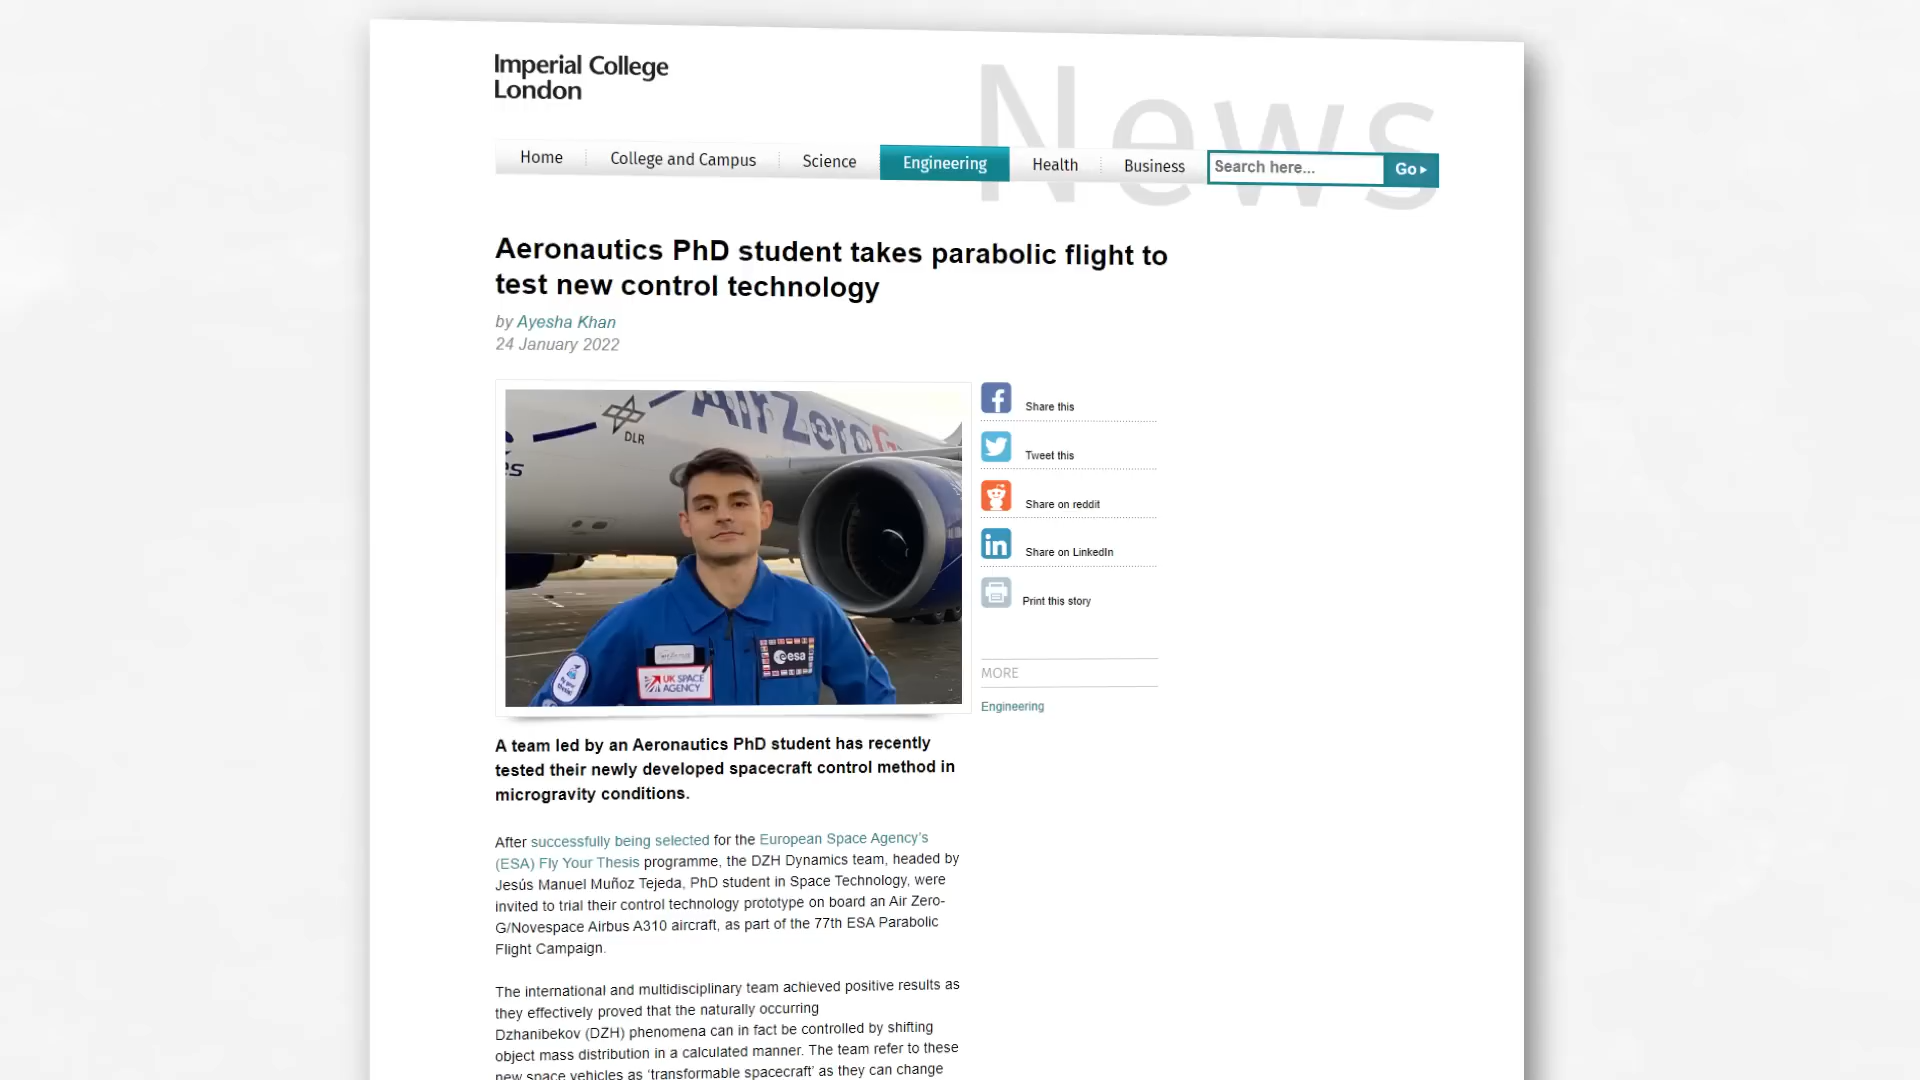 Imperial College
London
News
Home
College and Campus
Science
Engineering
Health
Business
Search here...
Go
Aeronautics PhD student takes parabolic flight to
test new control technology
by Ayesha Khan
24 January 2022
AirZeroG
DLR
es
esa
UK SPACE
AGENCY
Share this
Tweet this
Share on reddit
Share on LinkedIn
Print this story
MORE
Engineering
A team led by an Aeronautics PhD student has recently
tested their newly developed spacecraft control method in
microgravity conditions.
After successfully being selected for the European Space Agency’s
(ESA) Fly Your Thesis programme, the DZH Dynamics team, headed by
Jesús Manuel Muñoz Tejeda, PhD student in Space Technology, were
invited to trial their control technology prototype on board an Air Zero-
G/Novespace Airbus A310 aircraft, as part of the 77th ESA Parabolic
Flight Campaign.
The international and multidisciplinary team achieved positive results as
they effectively proved that the naturally occurring
Dzhanibekov (DZH) phenomena can in fact be controlled by shifting
object mass distribution in a calculated manner. The team refer to these
new space vehicles as ‘transformable spacecraft’ as they can change